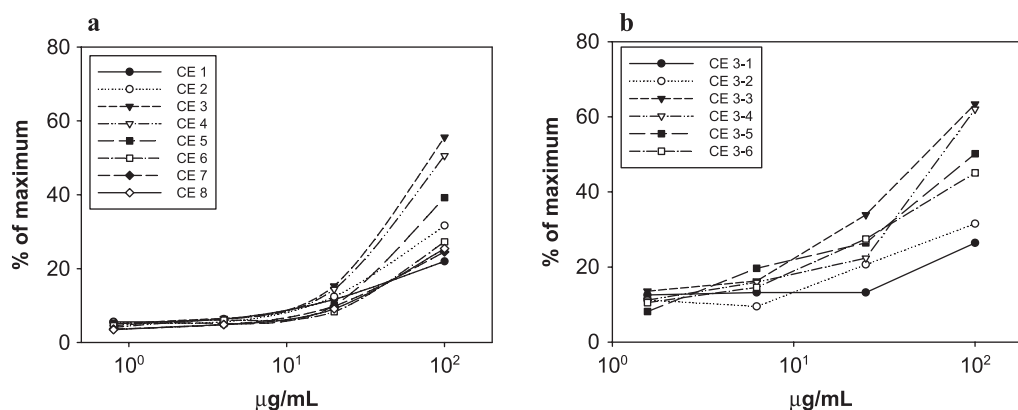 a
80
60
40
20
0
% of maximum
CE 1
CE 2
CE 3
CE 4
CE 5
CE 6
CE 7
CE 8
10⁰
10¹
10²
μg/mL
b
80
60
40
20
0
% of maximum
CE 3-1
CE 3-2
CE 3-3
CE 3-4
CE 3-5
CE 3-6
10⁰
10¹
10²
μg/mL